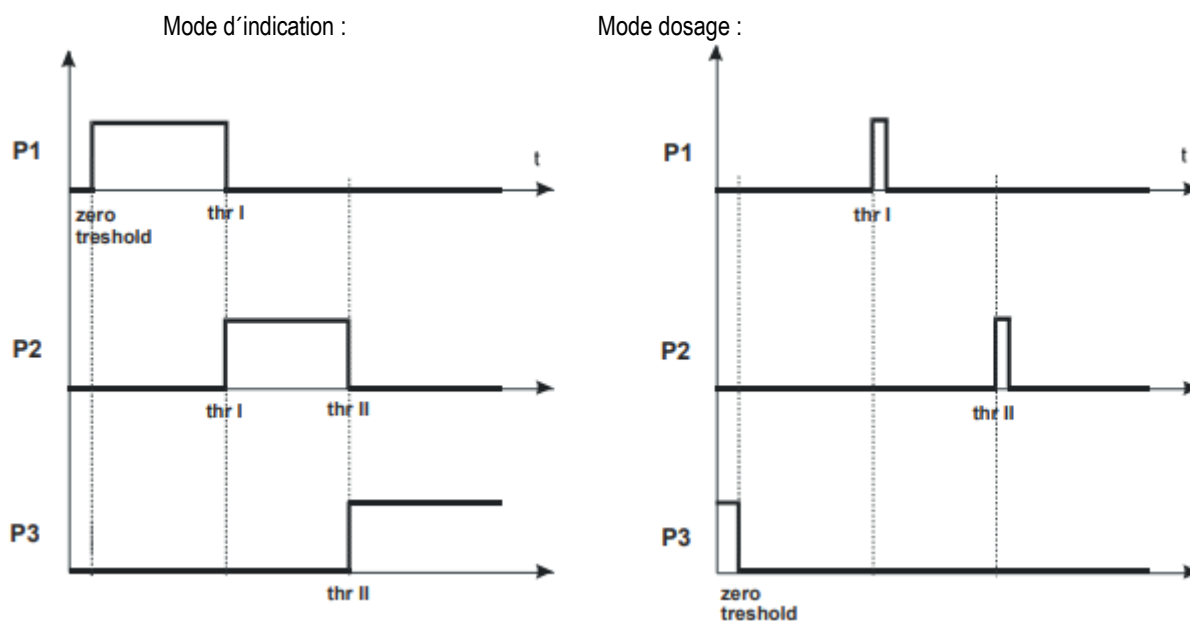 Mode d´indication :
P1
t
zero
treshold
thr I
P2
thr I
thr II
P3
thr II
Mode dosage :
P1
t
thr I
P2
thr II
P3
zero
treshold